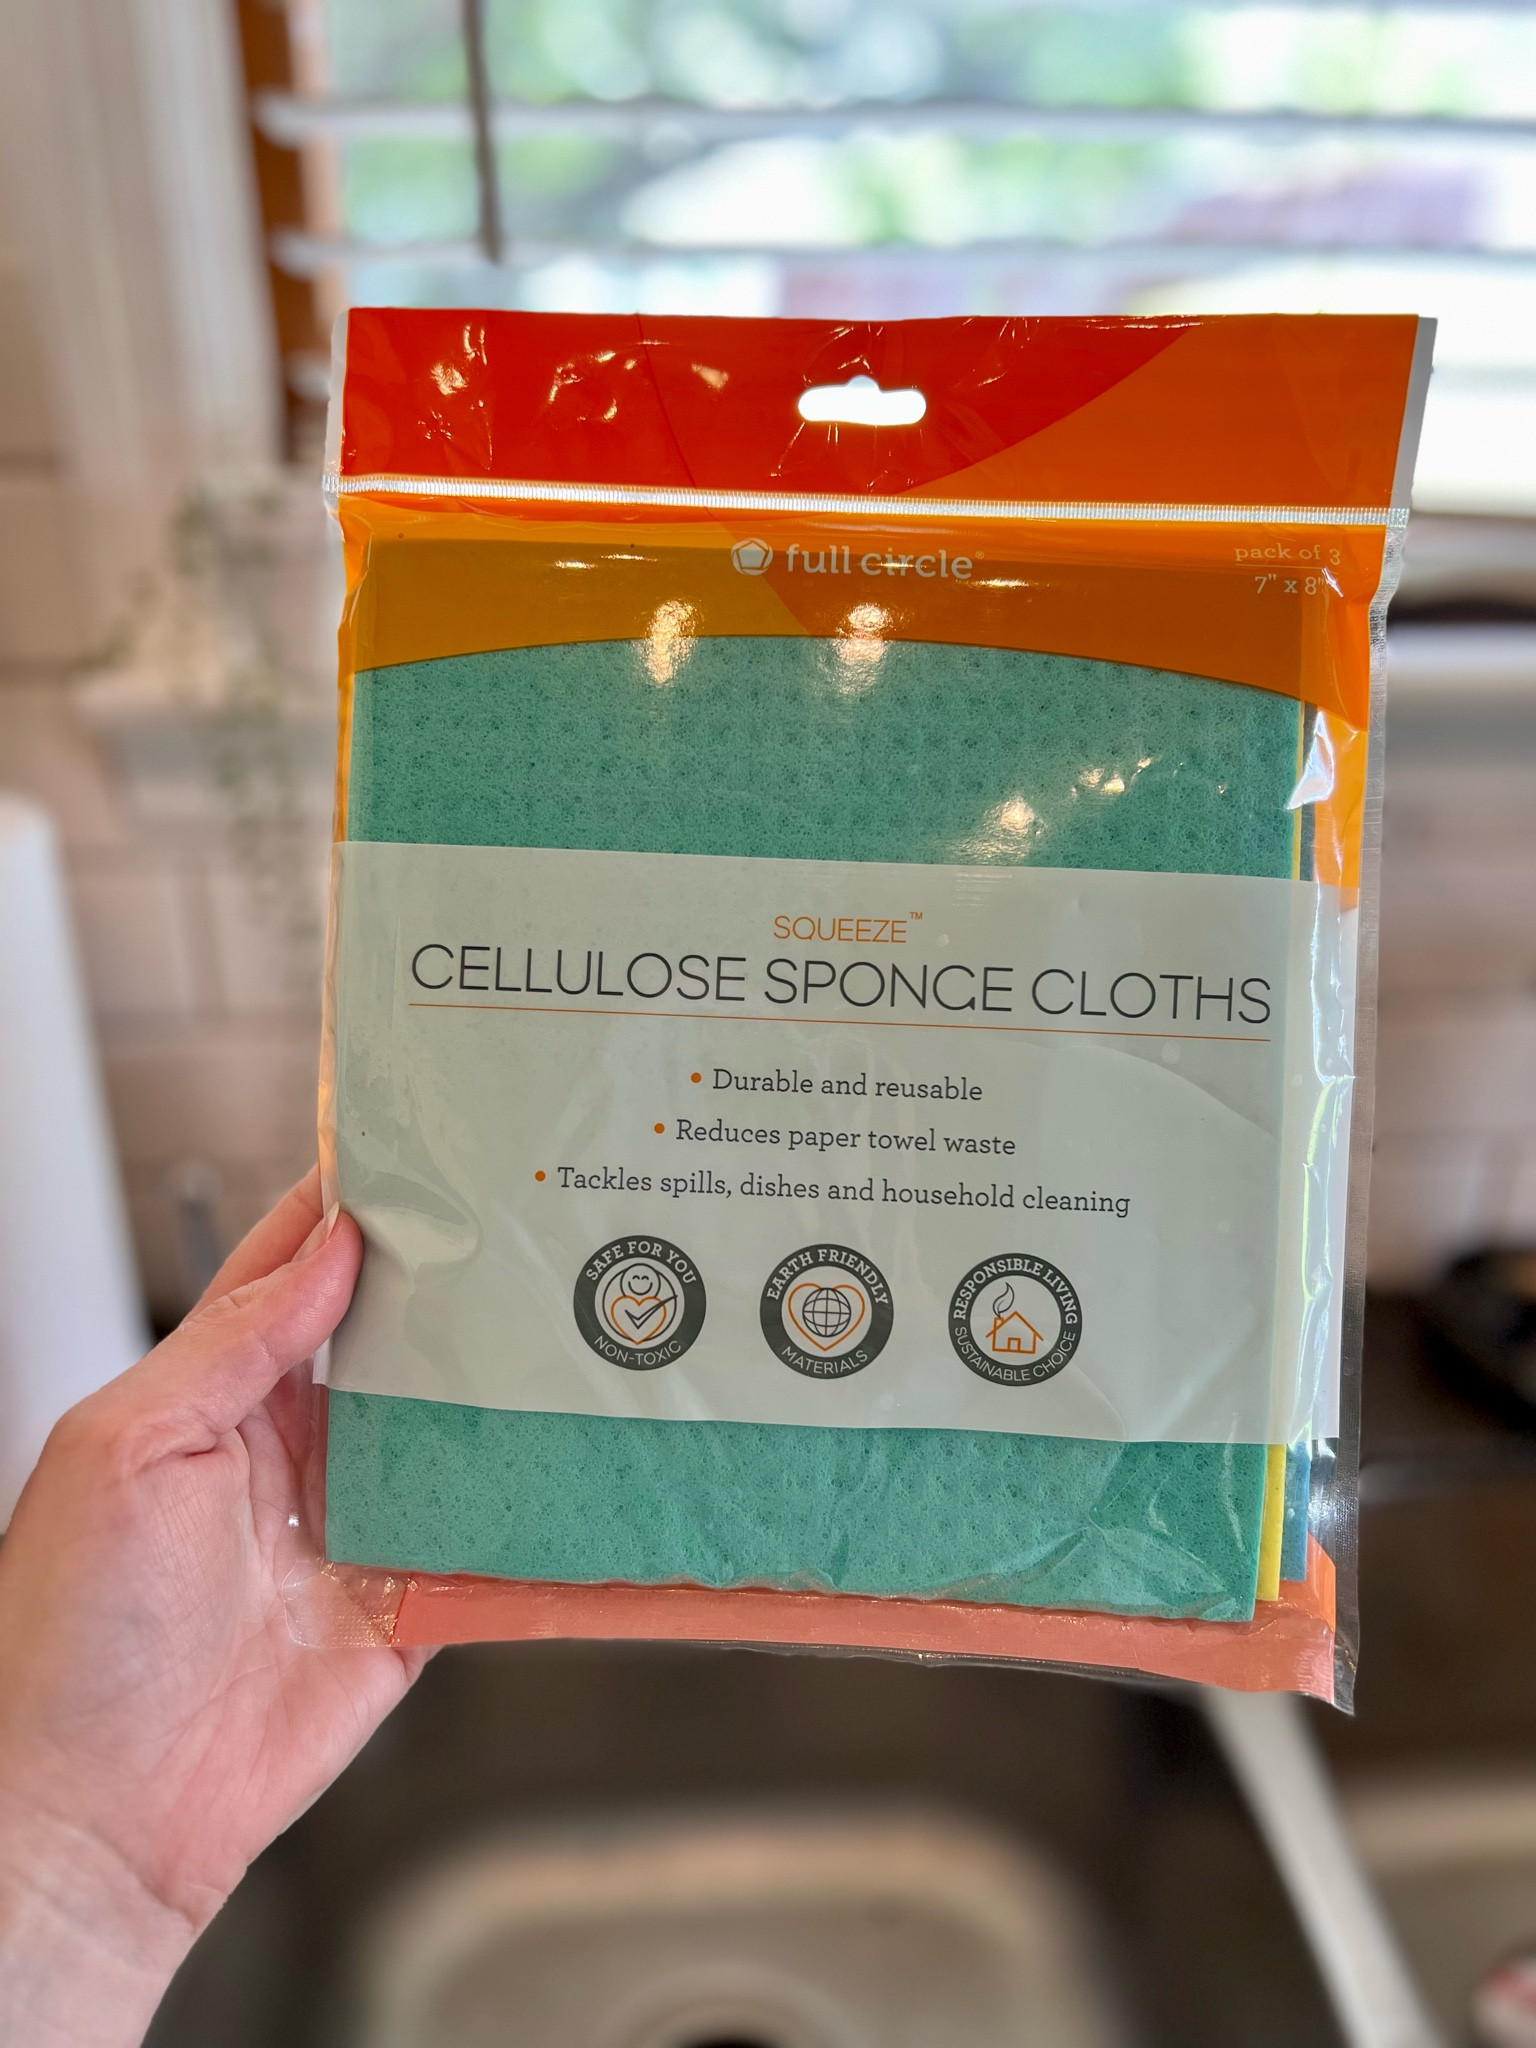 full circle®
pack of 3
7" x 8"
SQUEEZE™
CELLULOSE SPONGE CLOTHS
• Durable and reusable
• Reduces paper towel waste
• Tackles spills, dishes and household cleaning
SAFE FOR YOU
NON-TOXIC
EARTH FRIENDLY
MATERIALS
RESPONSIBLE LIVING
SUSTAINABLE CHOICE